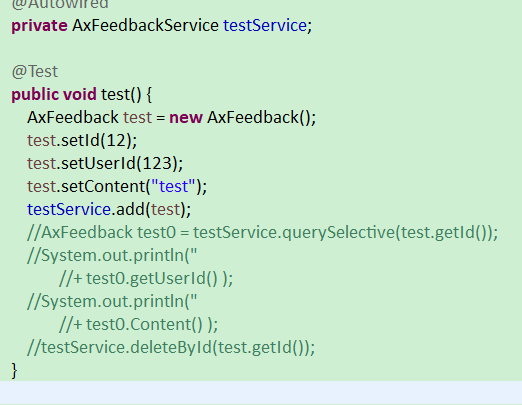 @Autowired
private AxFeedbackService testService;
@Test
public void test() {
AxFeedback test = new AxFeedback();
test.setId(12);
test.setUserId(123);
test.setContent("test");
testService.add(test);
//AxFeedback test0 = testService.querySelective(test.getId());
//System.out.println("
//+ test0.getUserId() );
//System.out.println("
//+ test0.Content() );
//testService.deleteById(test.getId());
}